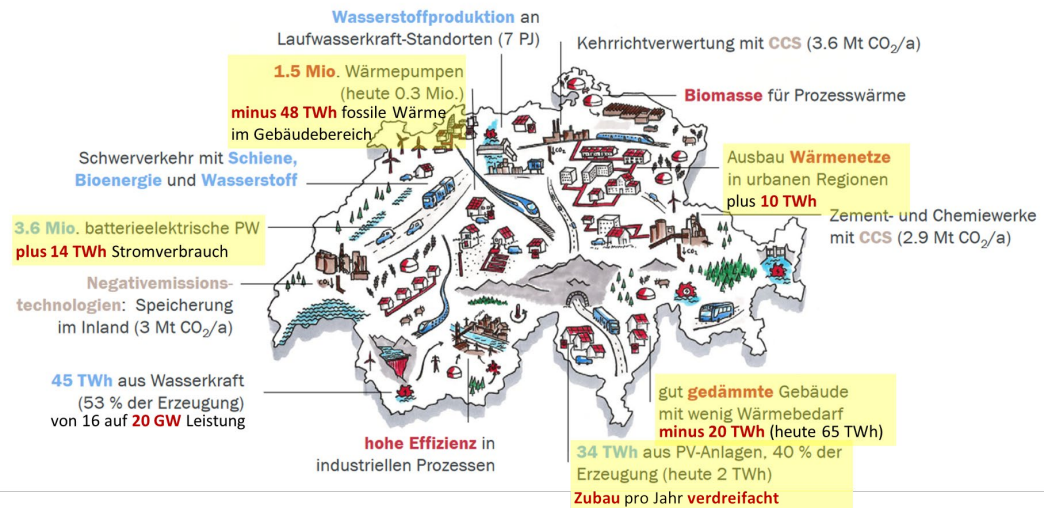 Wasserstoffproduktion an
Laufwasserkraft-Standorten (7 PJ)
Kehrrichtverwertung mit CCS (3.6 Mt CO₂/a)
1.5 Mio. Wärmepumpen
(heute 0.3 Mio.)
minus 48 TWh fossile Wärme
im Gebäudebereich
Biomasse für Prozesswärme
Schwerverkehr mit Schiene,
Bioenergie und Wasserstoff
Ausbau Wärmenetze
in urbanen Regionen
plus 10 TWh
3.6 Mio. batterieelektrische PW
plus 14 TWh Stromverbrauch
Zement- und Chemiewerke
mit CCS (2.9 Mt CO₂/a)
Negativemissions-
technologien: Speicherung
im Inland (3 Mt CO₂/a)
45 TWh aus Wasserkraft
(53 % der Erzeugung)
von 16 auf 20 GW Leistung
gut gedämmte Gebäude
mit wenig Wärmebedarf
minus 20 TWh (heute 65 TWh)
hohe Effizienz in
industriellen Prozessen
34 TWh aus PV-Anlagen, 40 % der
Erzeugung (heute 2 TWh)
Zubau pro Jahr verdreifacht
CO₂
CO₂
CO₂